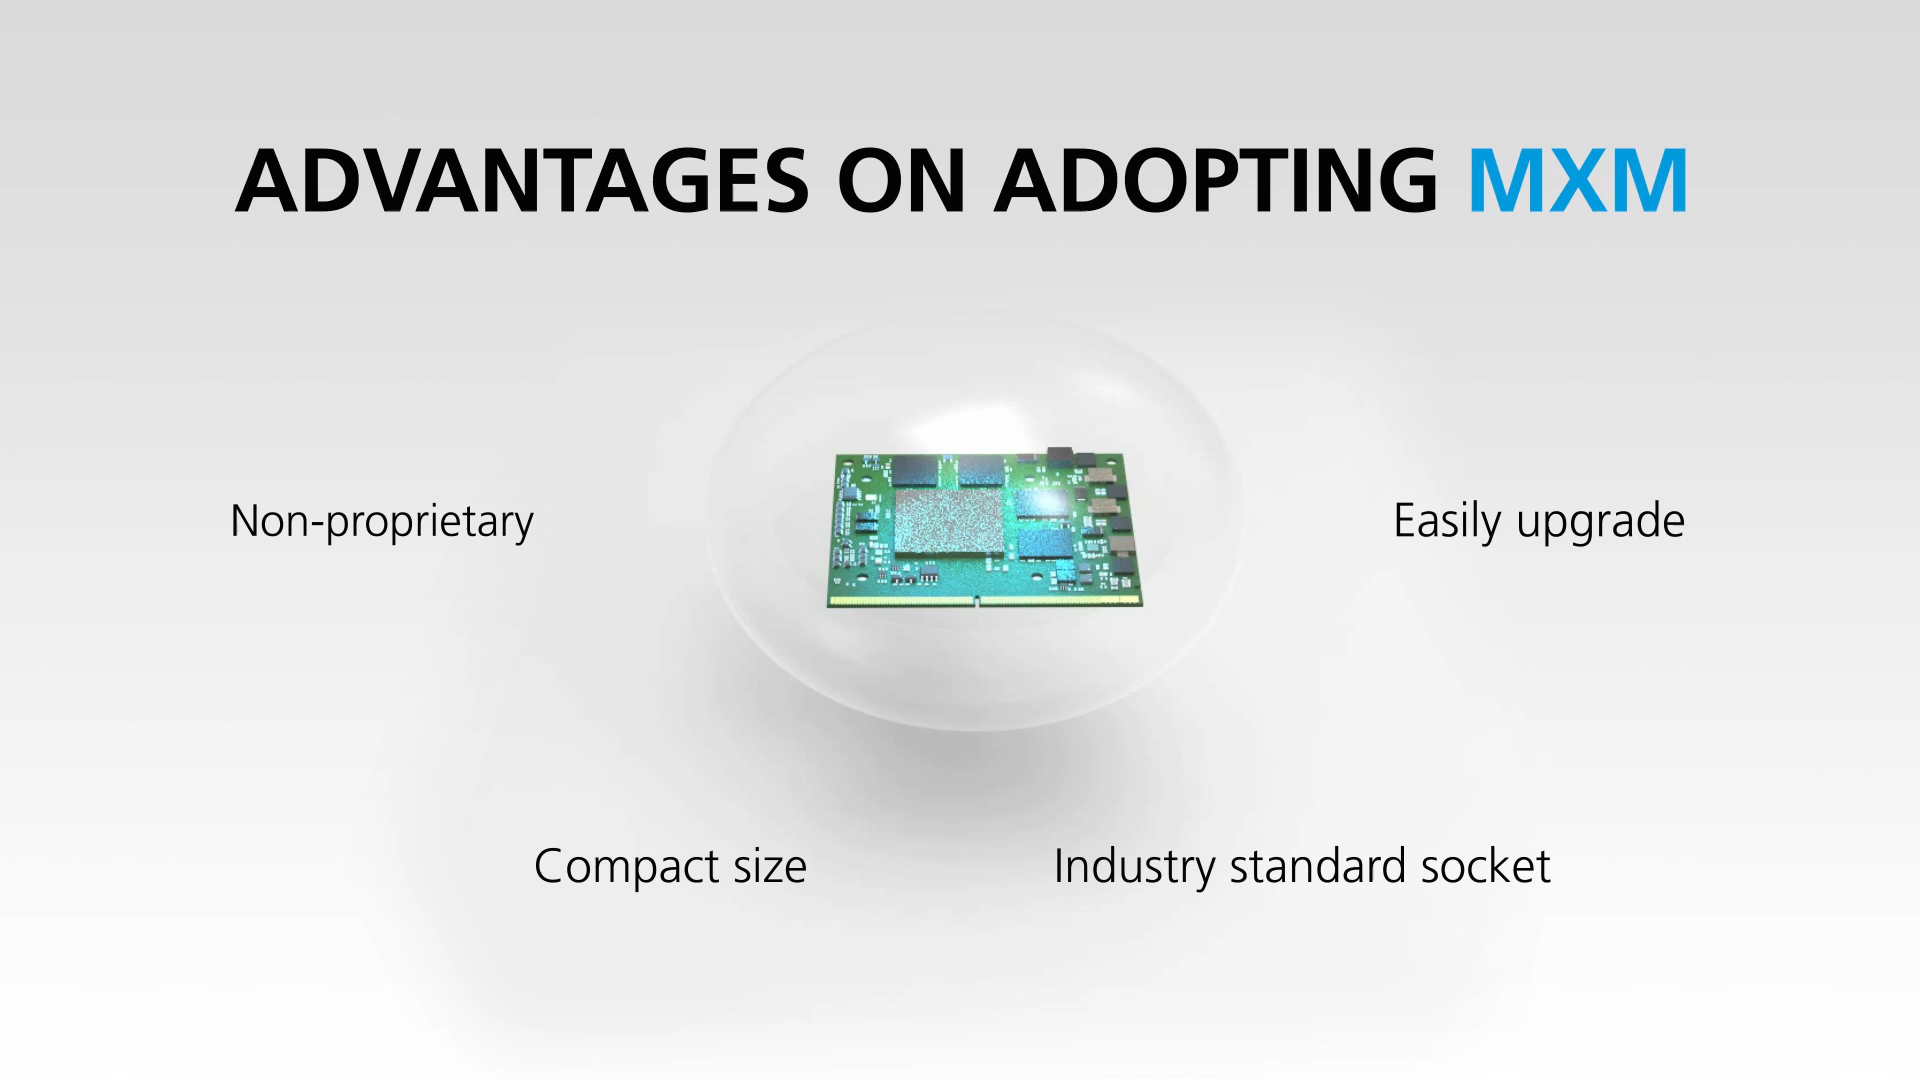 ADVANTAGES ON ADOPTING MXM
Non-proprietary
Easily upgrade
Compact size
Industry standard socket